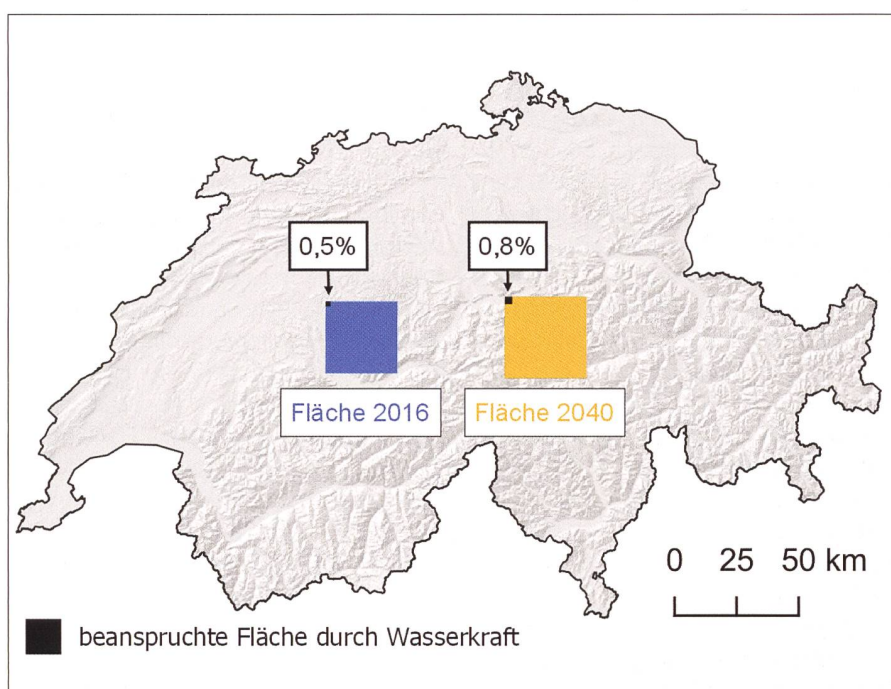 0,5%
0,8%
Fläche 2016
Fläche 2040
0 25 50 km
beanspruchte Fläche durch Wasserkraft